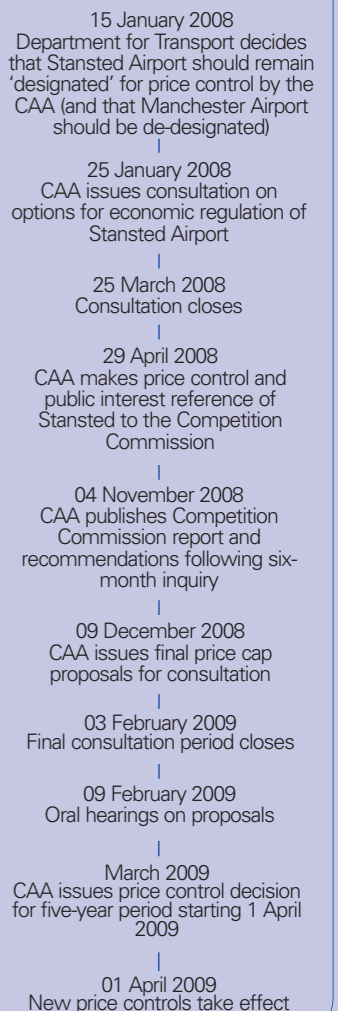 15 January 2008
Department for Transport decides
that Stansted Airport should remain
‘designated’ for price control by the
CAA (and that Manchester Airport
should be de-designated)
25 January 2008
CAA issues consultation on
options for economic regulation of
Stansted Airport
25 March 2008
Consultation closes
29 April 2008
CAA makes price control and
public interest reference of
Stansted to the Competition
Commission
04 November 2008
CAA publishes Competition
Commission report and
recommendations following six-
month inquiry
09 December 2008
CAA issues final price cap
proposals for consultation
03 February 2009
Final consultation period closes
09 February 2009
Oral hearings on proposals
March 2009
CAA issues price control decision
for five-year period starting 1 April
2009
01 April 2009
New price controls take effect